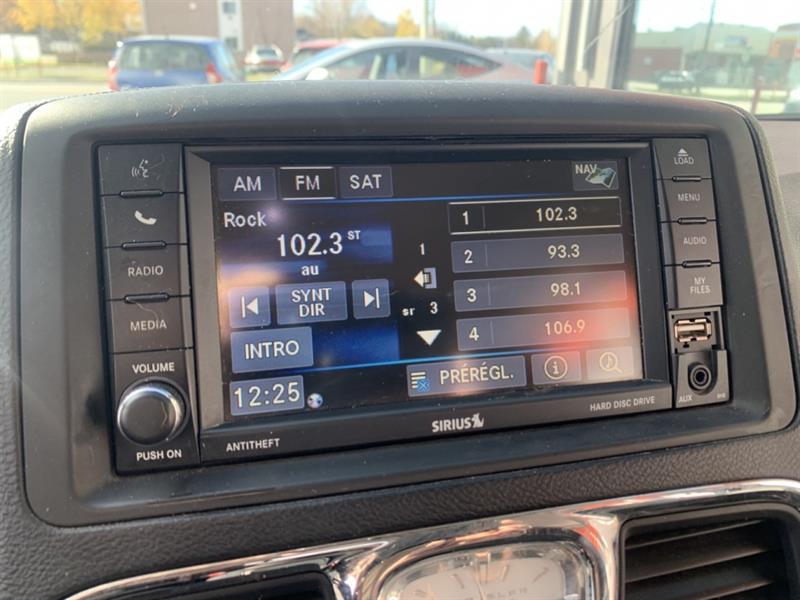 AM FM SAT NAV
LOAD
MENU
AUDIO
MY
FILES
RADIO
MEDIA
VOLUME
PUSH ON
Rock
102.3 ST
au
SYNT
DIR
INTRO
12:25
1
sr 3
1 102.3
2 93.3
3 98.1
4 106.9
PRÉRÉGL.
i
ANTITHEFT
SIRIUS
HARD DISC DRIVE
AUX